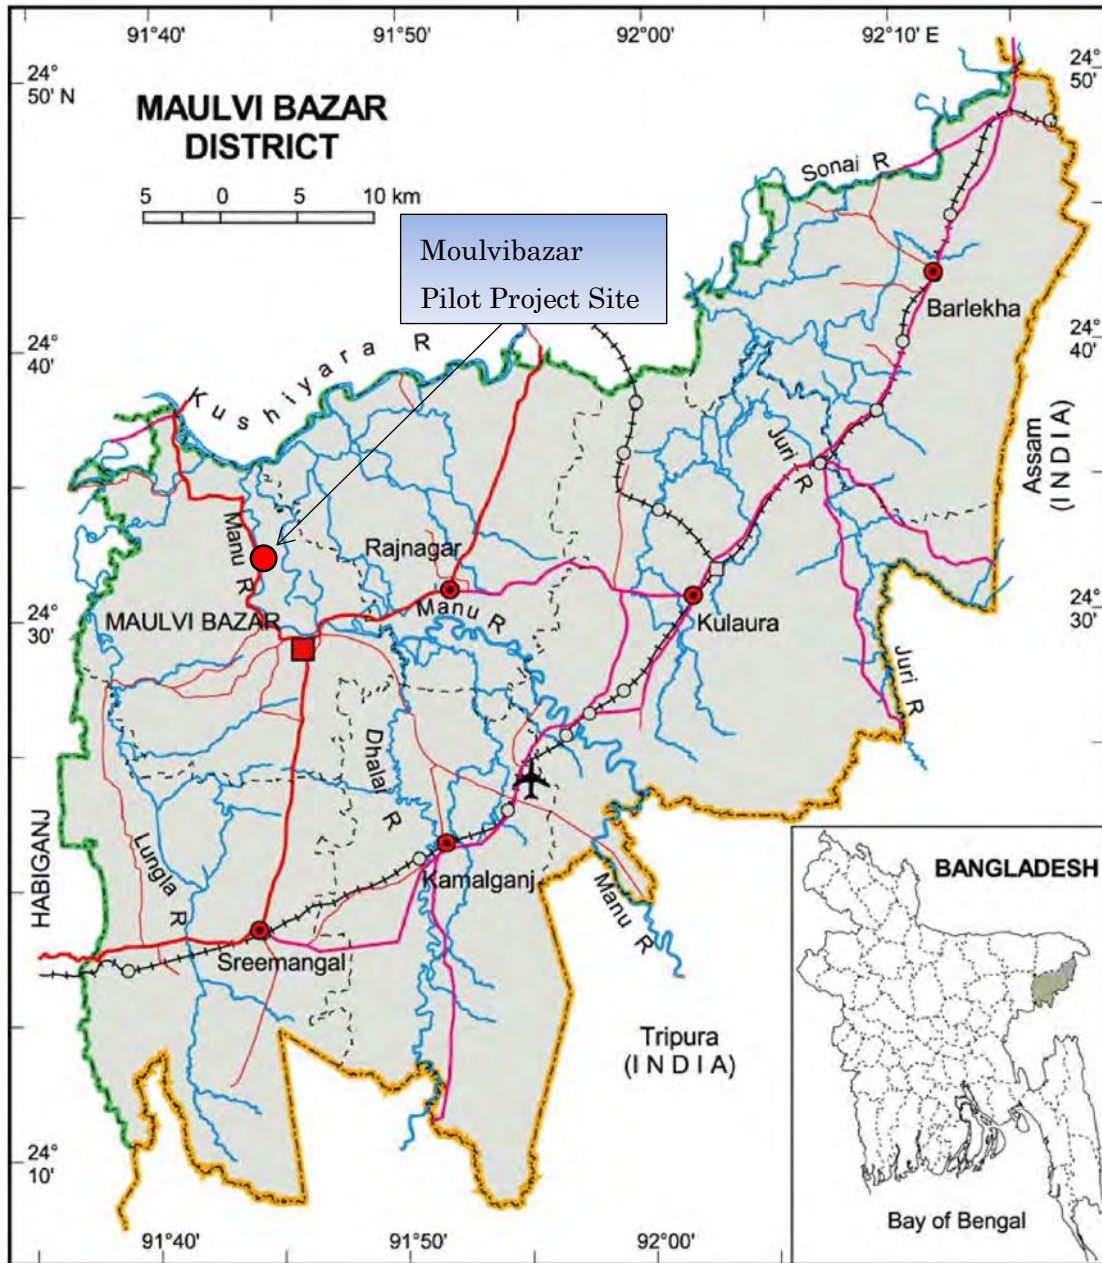 91°40' 91°50' 92°00' 92°10' E
24°
50' N
24°
50'
MAULVI BAZAR
DISTRICT
5 0 5 10 km
Sonai R
Moulvibazar
Pilot Project Site
Barlekha
24°
40'
24°
40'
Kushiyara R
Juri R
Assam
(INDIA)
Manu R
Rajnagar
24°
30'
24°
30'
MAULVI BAZAR
Manu R
Kulaura
Juri R
Dhalai R
HABIGANJ
Lungla R
Kamalganj
Manu R
Sreemangal
BANGLADESH
Tripura
(INDIA)
24°
10'
Bay of Bengal
91°40' 91°50' 92°00'